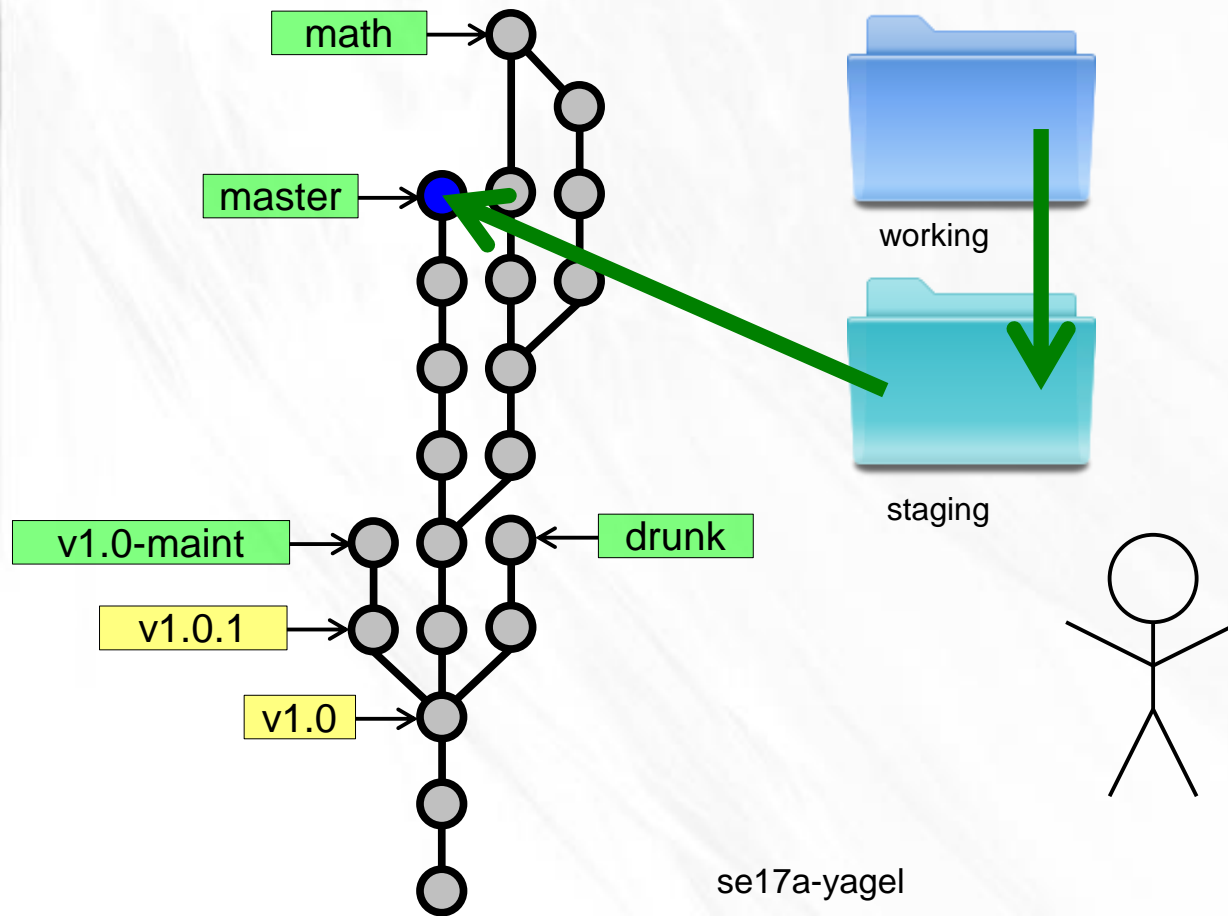 math
master
working
staging
v1.0-maint
drunk
v1.0.1
v1.0
se17a-yagel